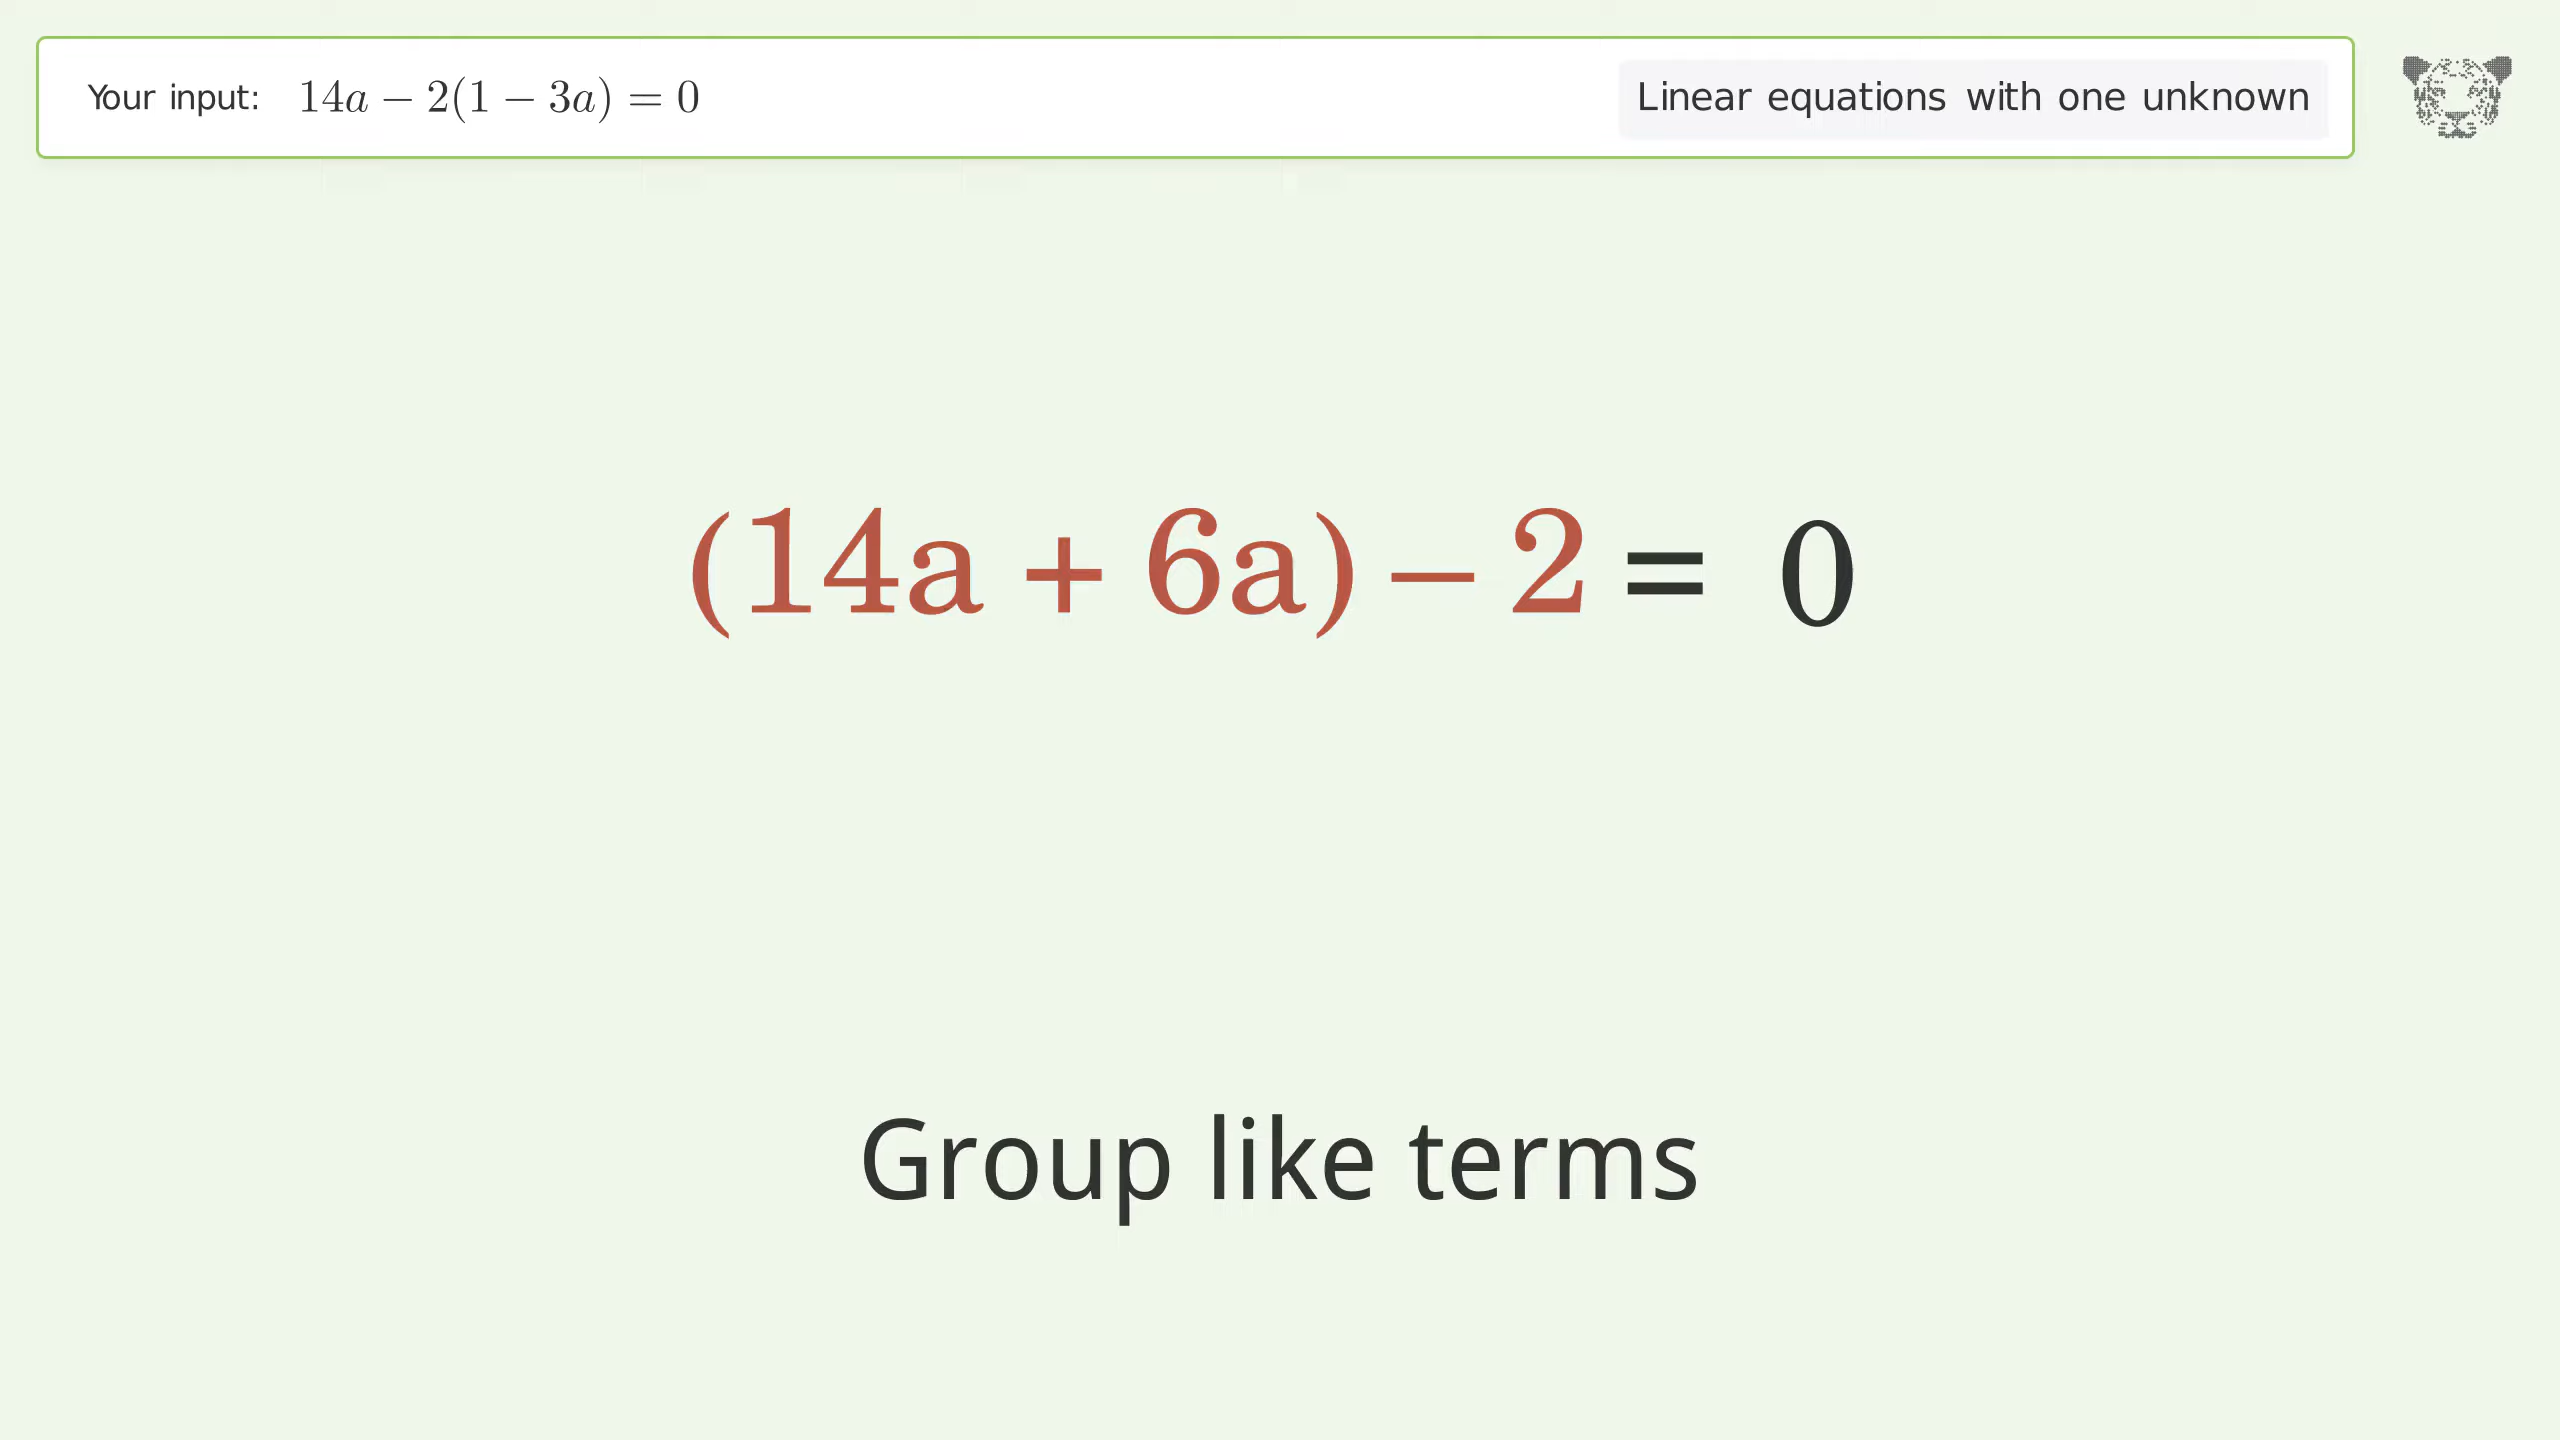 Your input: 14a − 2(1 − 3a) = 0
Linear equations with one unknown
(14a + 6a) − 2 = 0
Group like terms